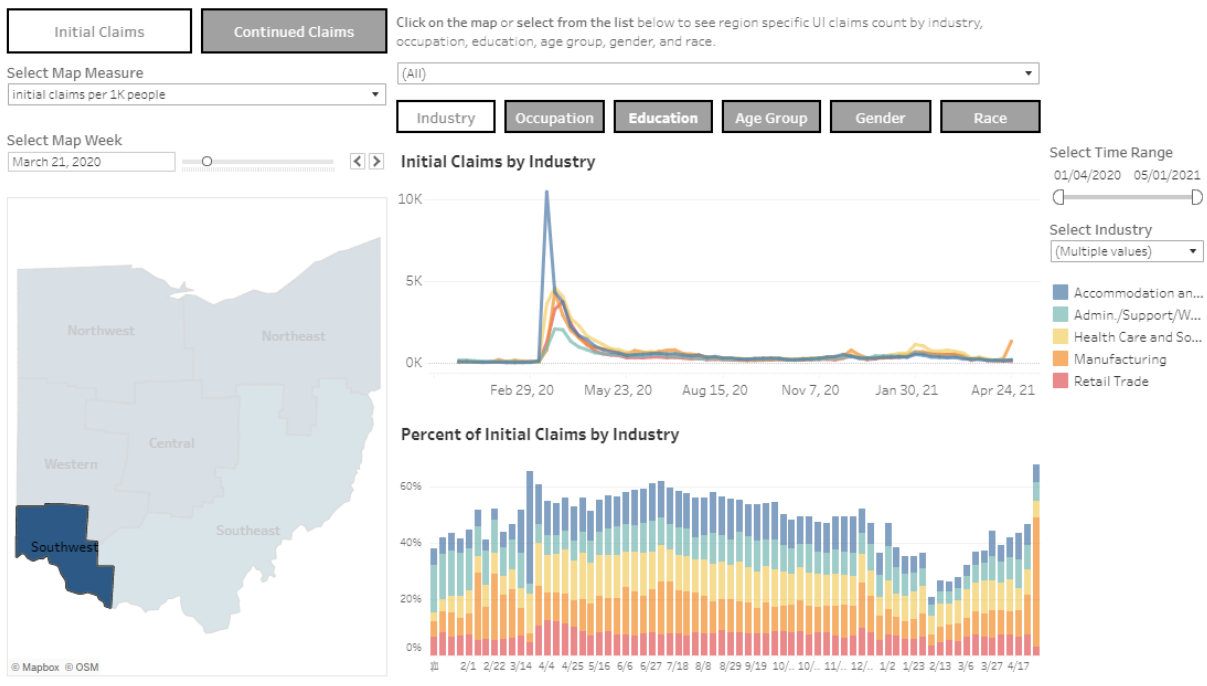 Initial Claims
Continued Claims
Click on the map or select from the list below to see region specific UI claims count by industry,
occupation, education, age group, gender, and race.
Select Map Measure
initial claims per 1K people
(All)
Industry
Occupation
Education
Age Group
Gender
Race
Select Map Week
March 21, 2020
Initial Claims by Industry
Select Time Range
01/04/2020 05/01/2021
Select Industry
(Multiple values)
Accommodation an...
Admin./Support/W...
Health Care and So...
Manufacturing
Retail Trade
10K
5K
0K
Feb 29, 20
May 23, 20
Aug 15, 20
Nov 7, 20
Jan 30, 21
Apr 24, 21
Northwest
Northeast
Central
Western
Southeast
Southwest
© Mapbox © OSM
Percent of Initial Claims by Industry
60%
40%
20%
0%
2/1 2/22 3/14 4/4 4/25 5/16 6/6 6/27 7/18 8/8 8/29 9/19 10/.. 10/.. 11/.. 12/.. 1/2 1/23 2/13 3/6 3/27 4/17